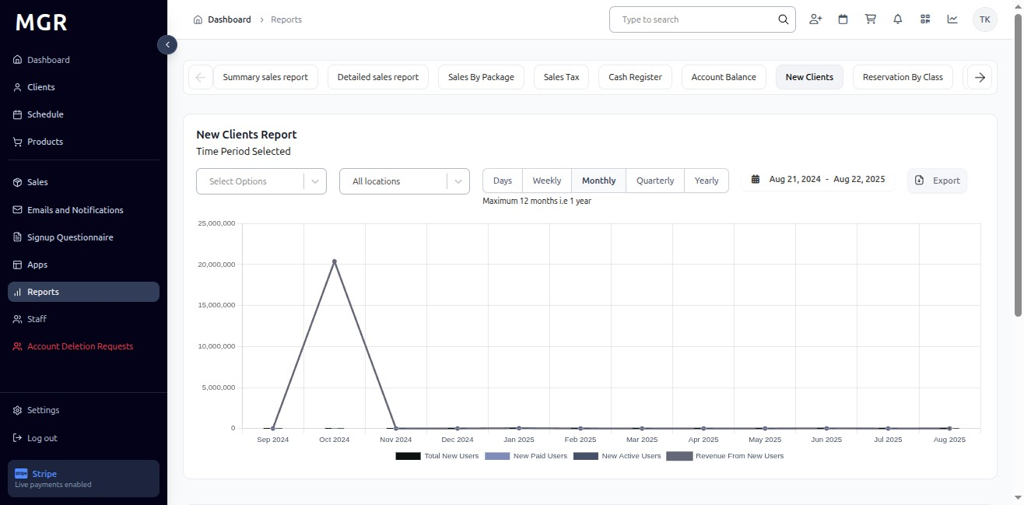 MGR
Dashboard
Clients
Schedule
Products
Sales
Emails and Notifications
Signup Questionnaire
Apps
Reports
Staff
Account Deletion Requests
Settings
Log out
stripe
Stripe
Live payments enabled
Dashboard > Reports
Type to search
TK
Summary sales report Detailed sales report Sales By Package Sales Tax Cash Register Account Balance New Clients Reservation By Class
New Clients Report
Time Period Selected
Select Options All locations Days Weekly Monthly Quarterly Yearly Aug 21, 2024 - Aug 22, 2025 Export
Maximum 12 months i.e 1 year
25,000,000
20,000,000
15,000,000
10,000,000
5,000,000
0
Sep 2024 Oct 2024 Nov 2024 Dec 2024 Jan 2025 Feb 2025 Mar 2025 Apr 2025 May 2025 Jun 2025 Jul 2025 Aug 2025
Total New Users New Paid Users New Active Users Revenue From New Users